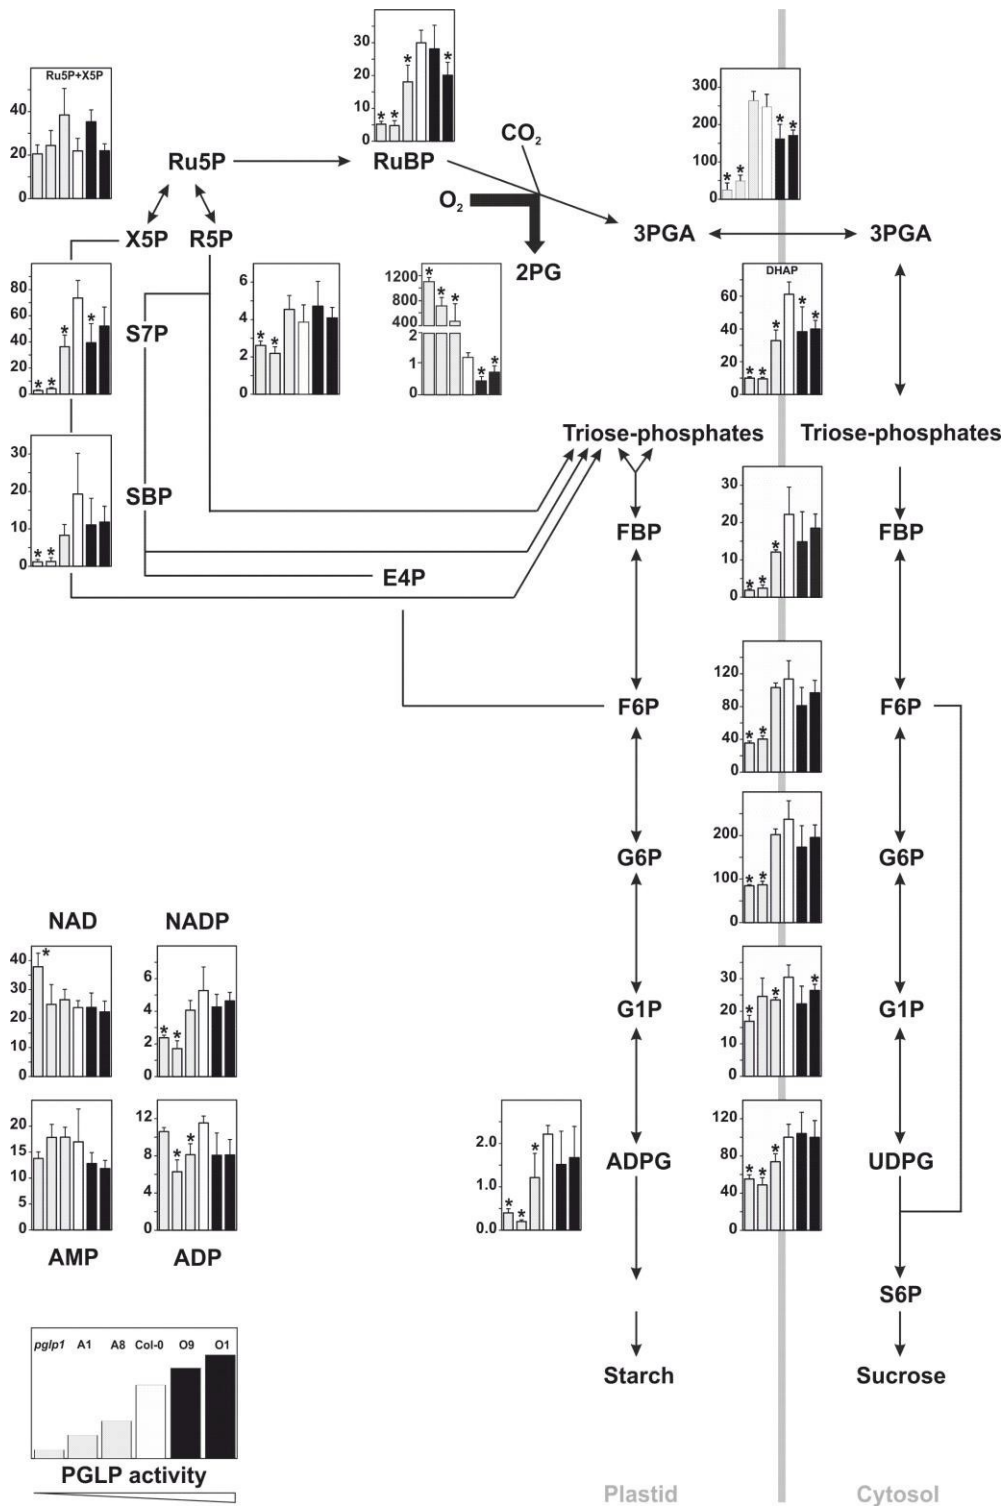 30
20
10
0
* * * *
Ru5P+X5P
40
20
0
300
200
100
0
* * * *
CO2
Ru5P
RuBP
O2
X5P
R5P
3PGA
3PGA
2PG
80
60
40
20
0
* * * *
S7P
6
4
2
0
* *
1200
800
400
2
1
0
* * * * *
DHAP
60
40
20
0
* * * * *
Triose-phosphates
Triose-phosphates
30
20
10
0
* *
SBP
30
20
10
0
* * *
FBP
FBP
E4P
120
80
40
0
* *
F6P
F6P
200
100
0
* *
G6P
G6P
NAD
NADP
40
30
20
10
0
*
6
4
2
0
* *
30
20
10
0
* * *
G1P
G1P
20
15
10
5
0
12
8
4
0
* *
2.0
1.0
0.0
* * *
ADPG
120
80
40
0
* * *
UDPG
AMP
ADP
S6P
pglp1 A1 A8 Col-0 O9 O1
Starch
Sucrose
PGLP activity
Plastid
Cytosol